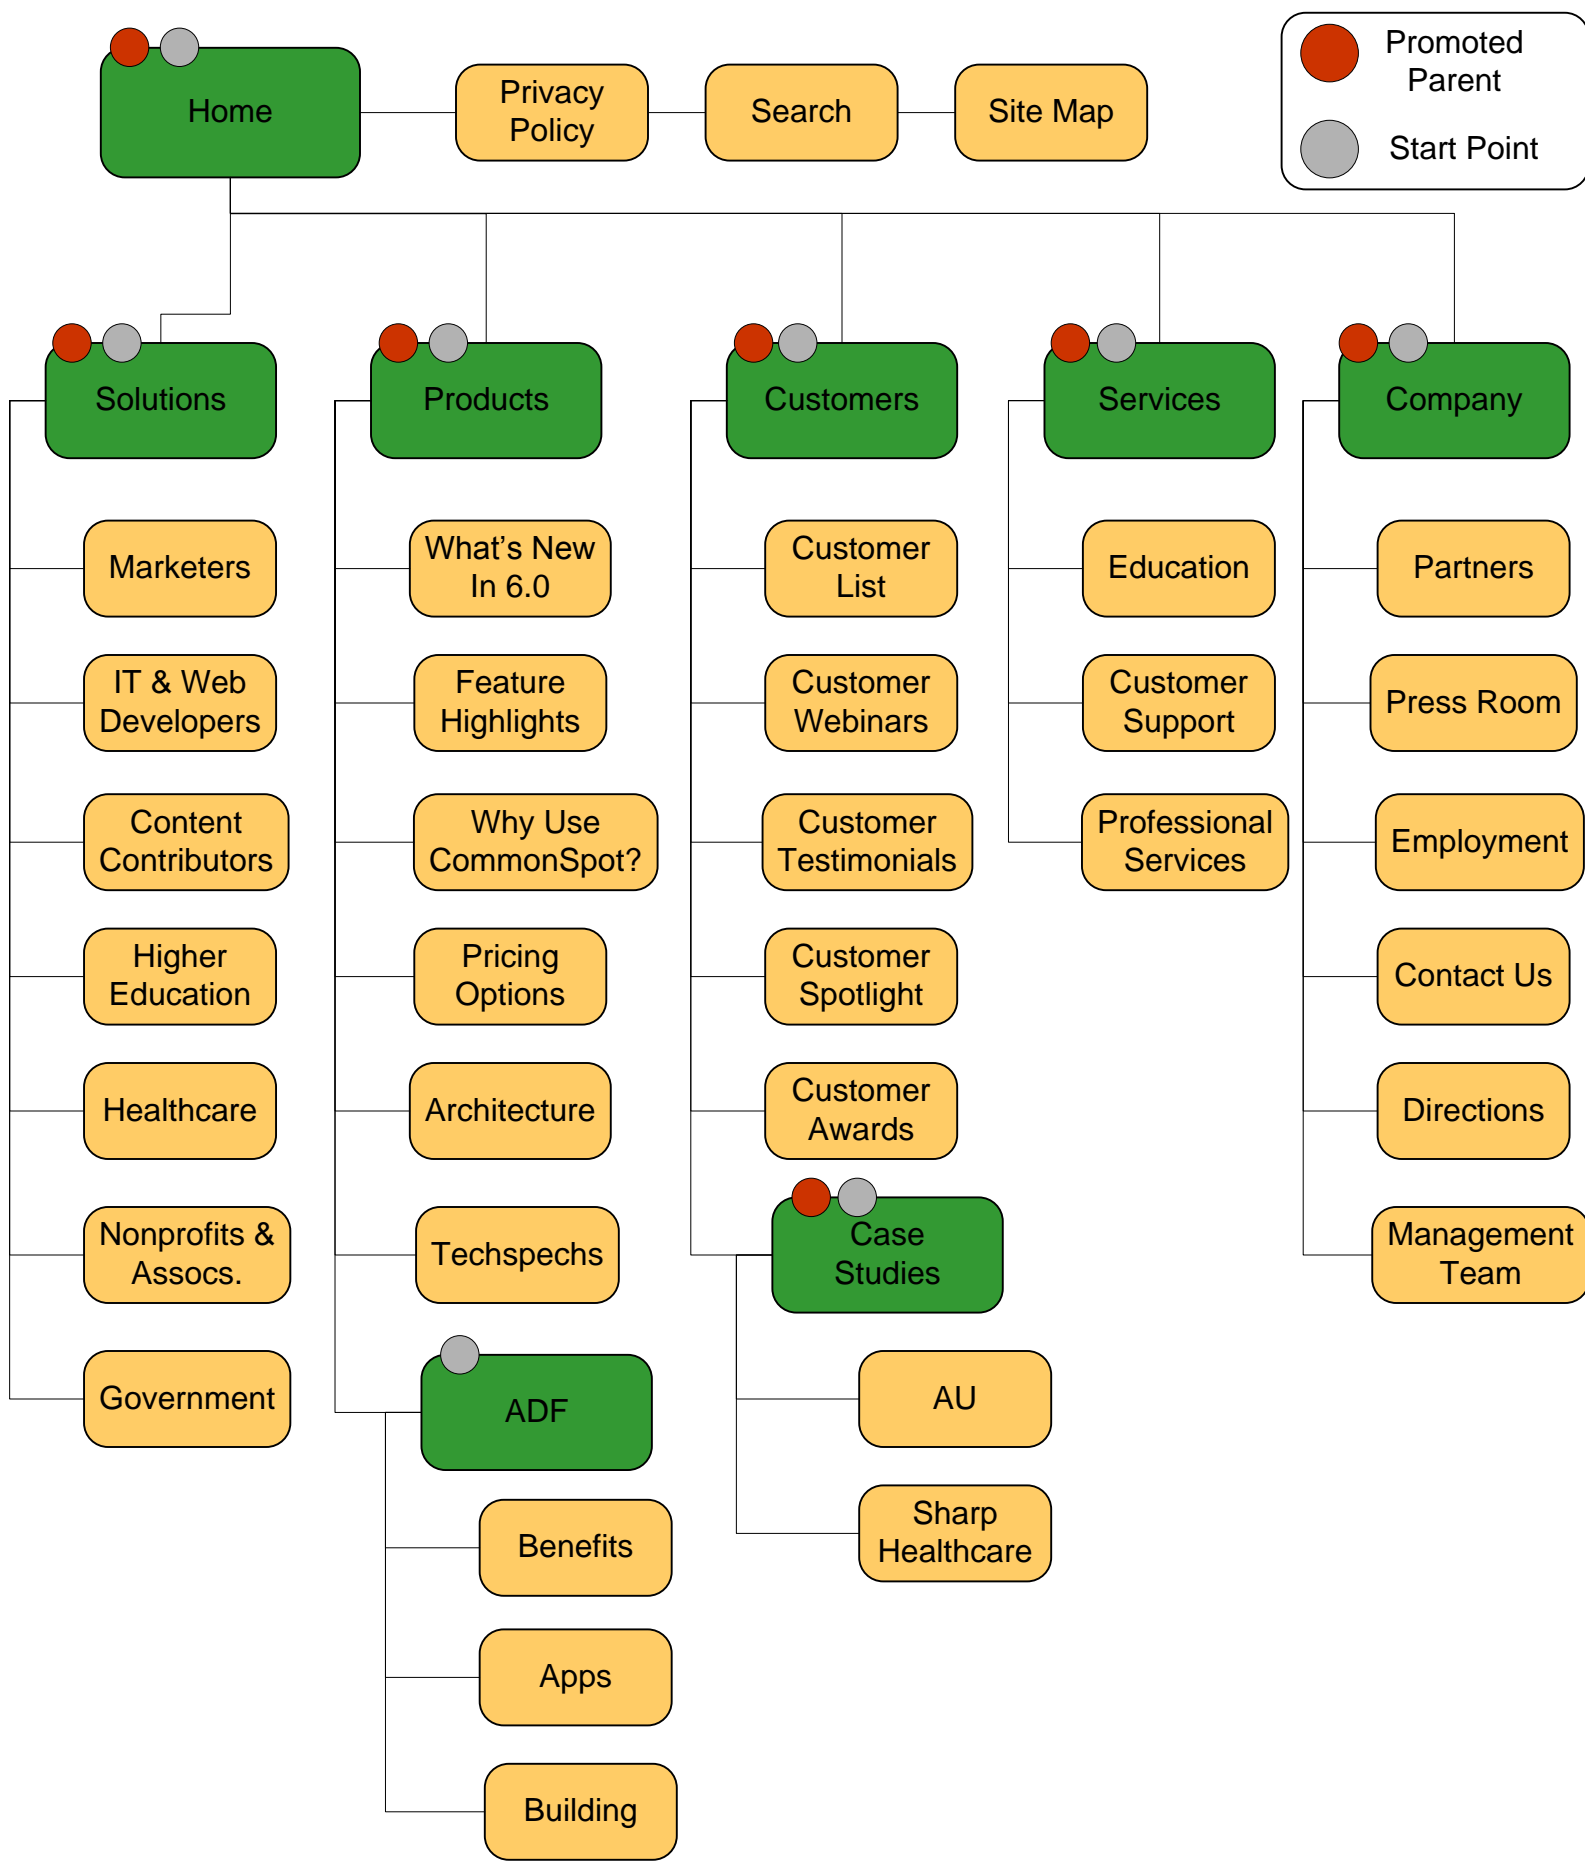 Home
Privacy
Policy
Search
Site Map
Promoted
Parent
Start Point
Solutions
Products
Customers
Services
Company
Marketers
IT & Web
Developers
Content
Contributors
Higher
Education
Healthcare
Nonprofits &
Assocs.
Government
What’s New
In 6.0
Feature
Highlights
Why Use
CommonSpot?
Pricing
Options
Architecture
Techspechs
ADF
Benefits
Apps
Building
Customer
List
Customer
Webinars
Customer
Testimonials
Customer
Spotlight
Customer
Awards
Case
Studies
AU
Sharp
Healthcare
Education
Customer
Support
Professional
Services
Partners
Press Room
Employment
Contact Us
Directions
Management
Team